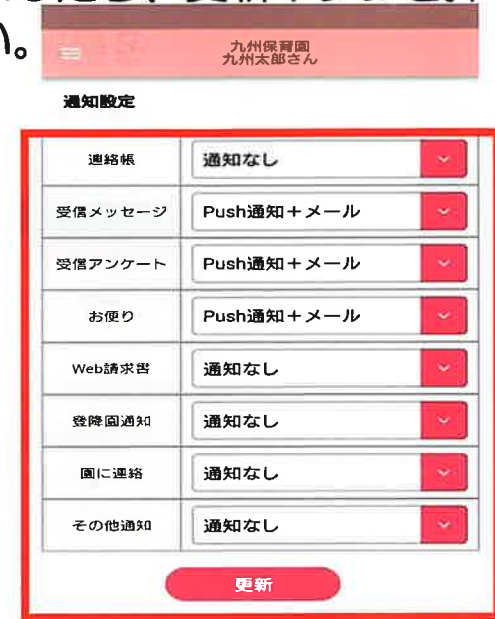 い。
九州保育園
九州太郎さん
通知設定
連絡帳 通知なし
受信メッセージ Push通知+メール
受信アンケート Push通知+メール
お便り Push通知+メール
Web請求書 通知なし
登降園通知 通知なし
園に連絡 通知なし
その他通知 通知なし
更新